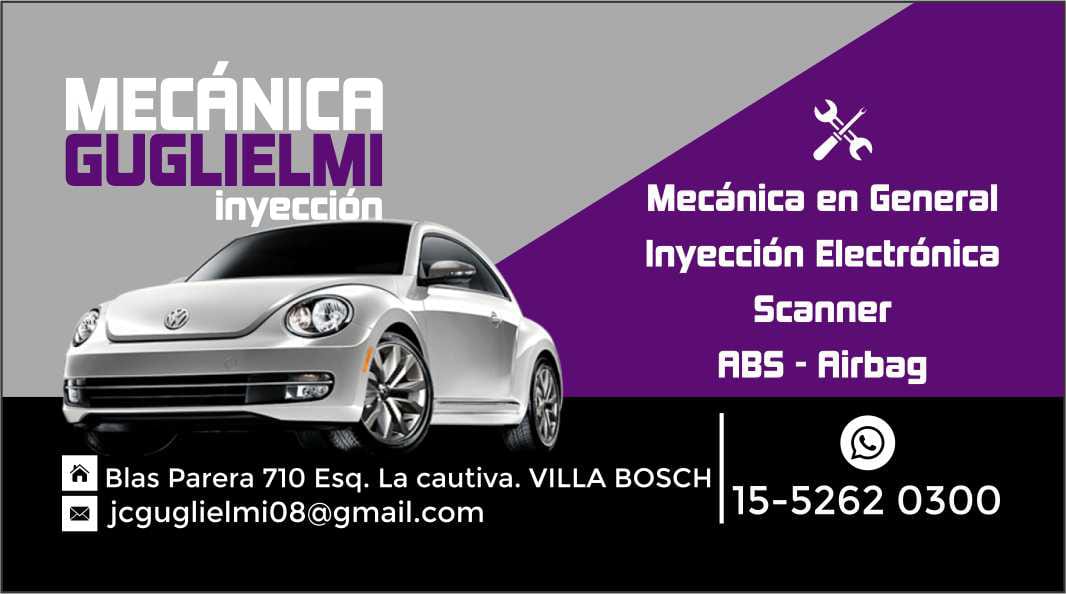 MECÁNICA
GUGLIELMI
inyección
Mecánica en General
Inyección Electrónica
Scanner
ABS - Airbag
Blas Parera 710 Esq. La cautiva. VILLA BOSCH
jcguglielmi08@gmail.com
15-5262 0300